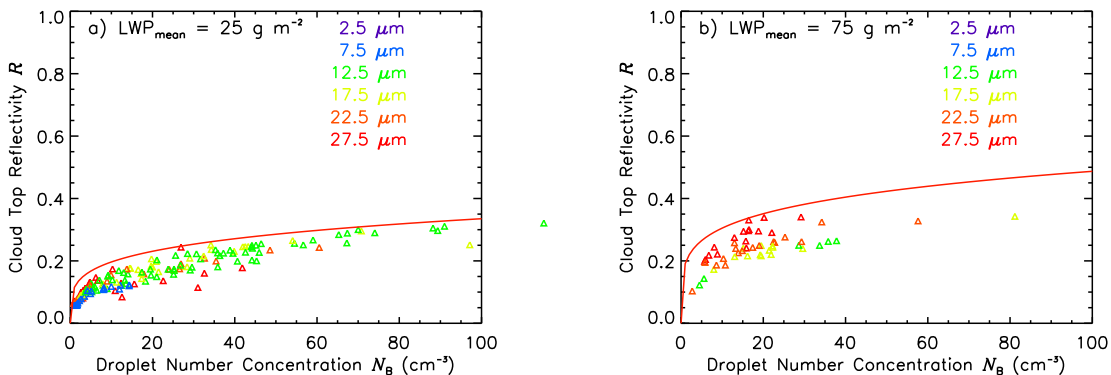 a) LWPmean = 25 g m⁻²
2.5 μm
7.5 μm
12.5 μm
17.5 μm
22.5 μm
27.5 μm
1.0
0.8
0.6
0.4
0.2
0.0
Cloud Top Reflectivity R
0 20 40 60 80 100
Droplet Number Concentration N_B (cm⁻³)
b) LWPmean = 75 g m⁻²
2.5 μm
7.5 μm
12.5 μm
17.5 μm
22.5 μm
27.5 μm
1.0
0.8
0.6
0.4
0.2
0.0
Cloud Top Reflectivity R
0 20 40 60 80 100
Droplet Number Concentration N_B (cm⁻³)